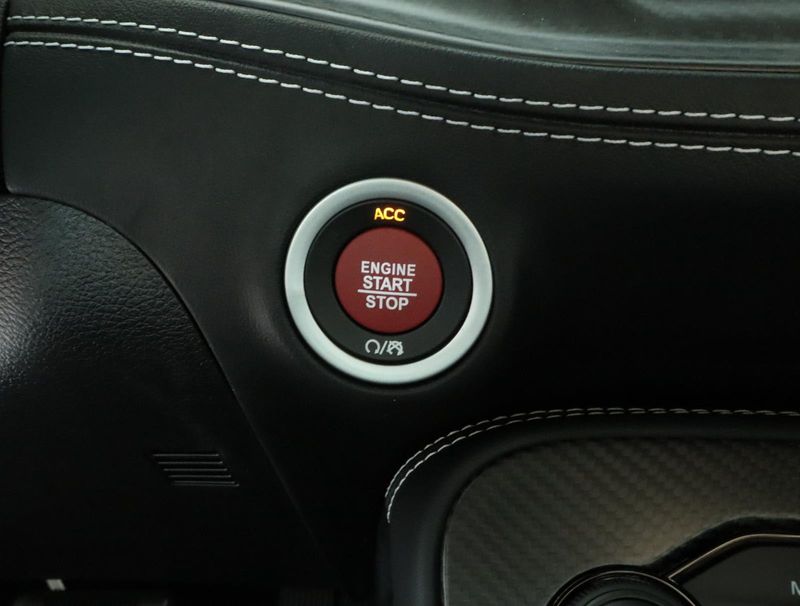 ACC
ENGINE
START
STOP
/
M